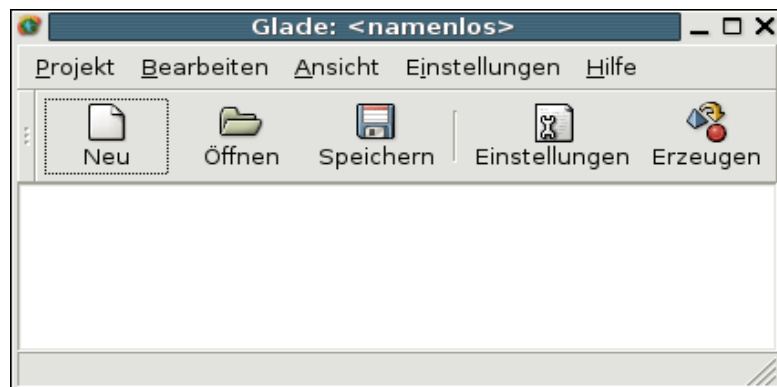 Glade: <namenlos>
Projekt Bearbeiten Ansicht Einstellungen Hilfe
Neu Öffnen Speichern Einstellungen Erzeugen